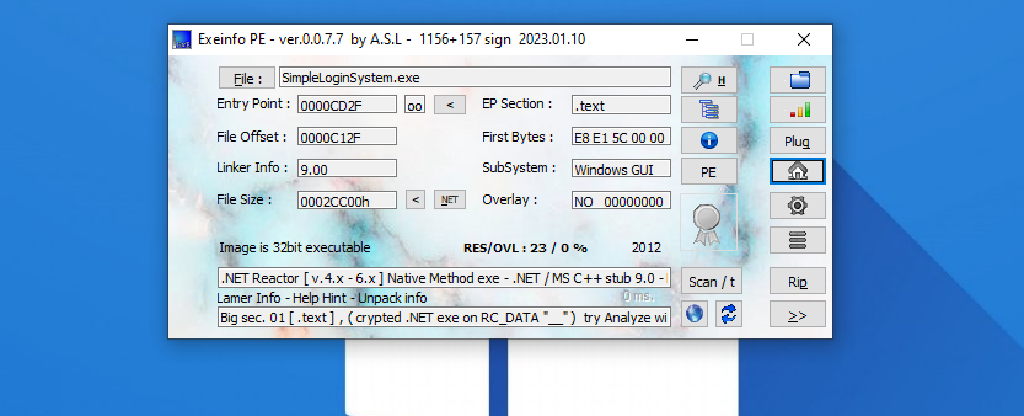 Exeinfo PE - ver.0.0.7.7 by A.S.L - 1156+157 sign 2023.01.10
File : SimpleLoginSystem.exe H
Entry Point : 0000CD2F oo < EP Section : .text
File Offset : 0000C12F First Bytes : E8 E1 5C 00 00 Plug
Linker Info : 9.00 SubSystem : Windows GUI PE
File Size : 0002CC00h < NET Overlay : NO 00000000
Image is 32bit executable RES/OVL : 23 / 0 % 2012
.NET Reactor [ v.4.x - 6.x ] Native Method exe - .NET / MS C++ stub 9.0 - Scan / t Rip
Lamer Info - Help Hint - Unpack info 0 ms.
Big sec. 01 [ .text ] , ( crypted .NET exe on RC_DATA "__" ) try Analyze wi >>